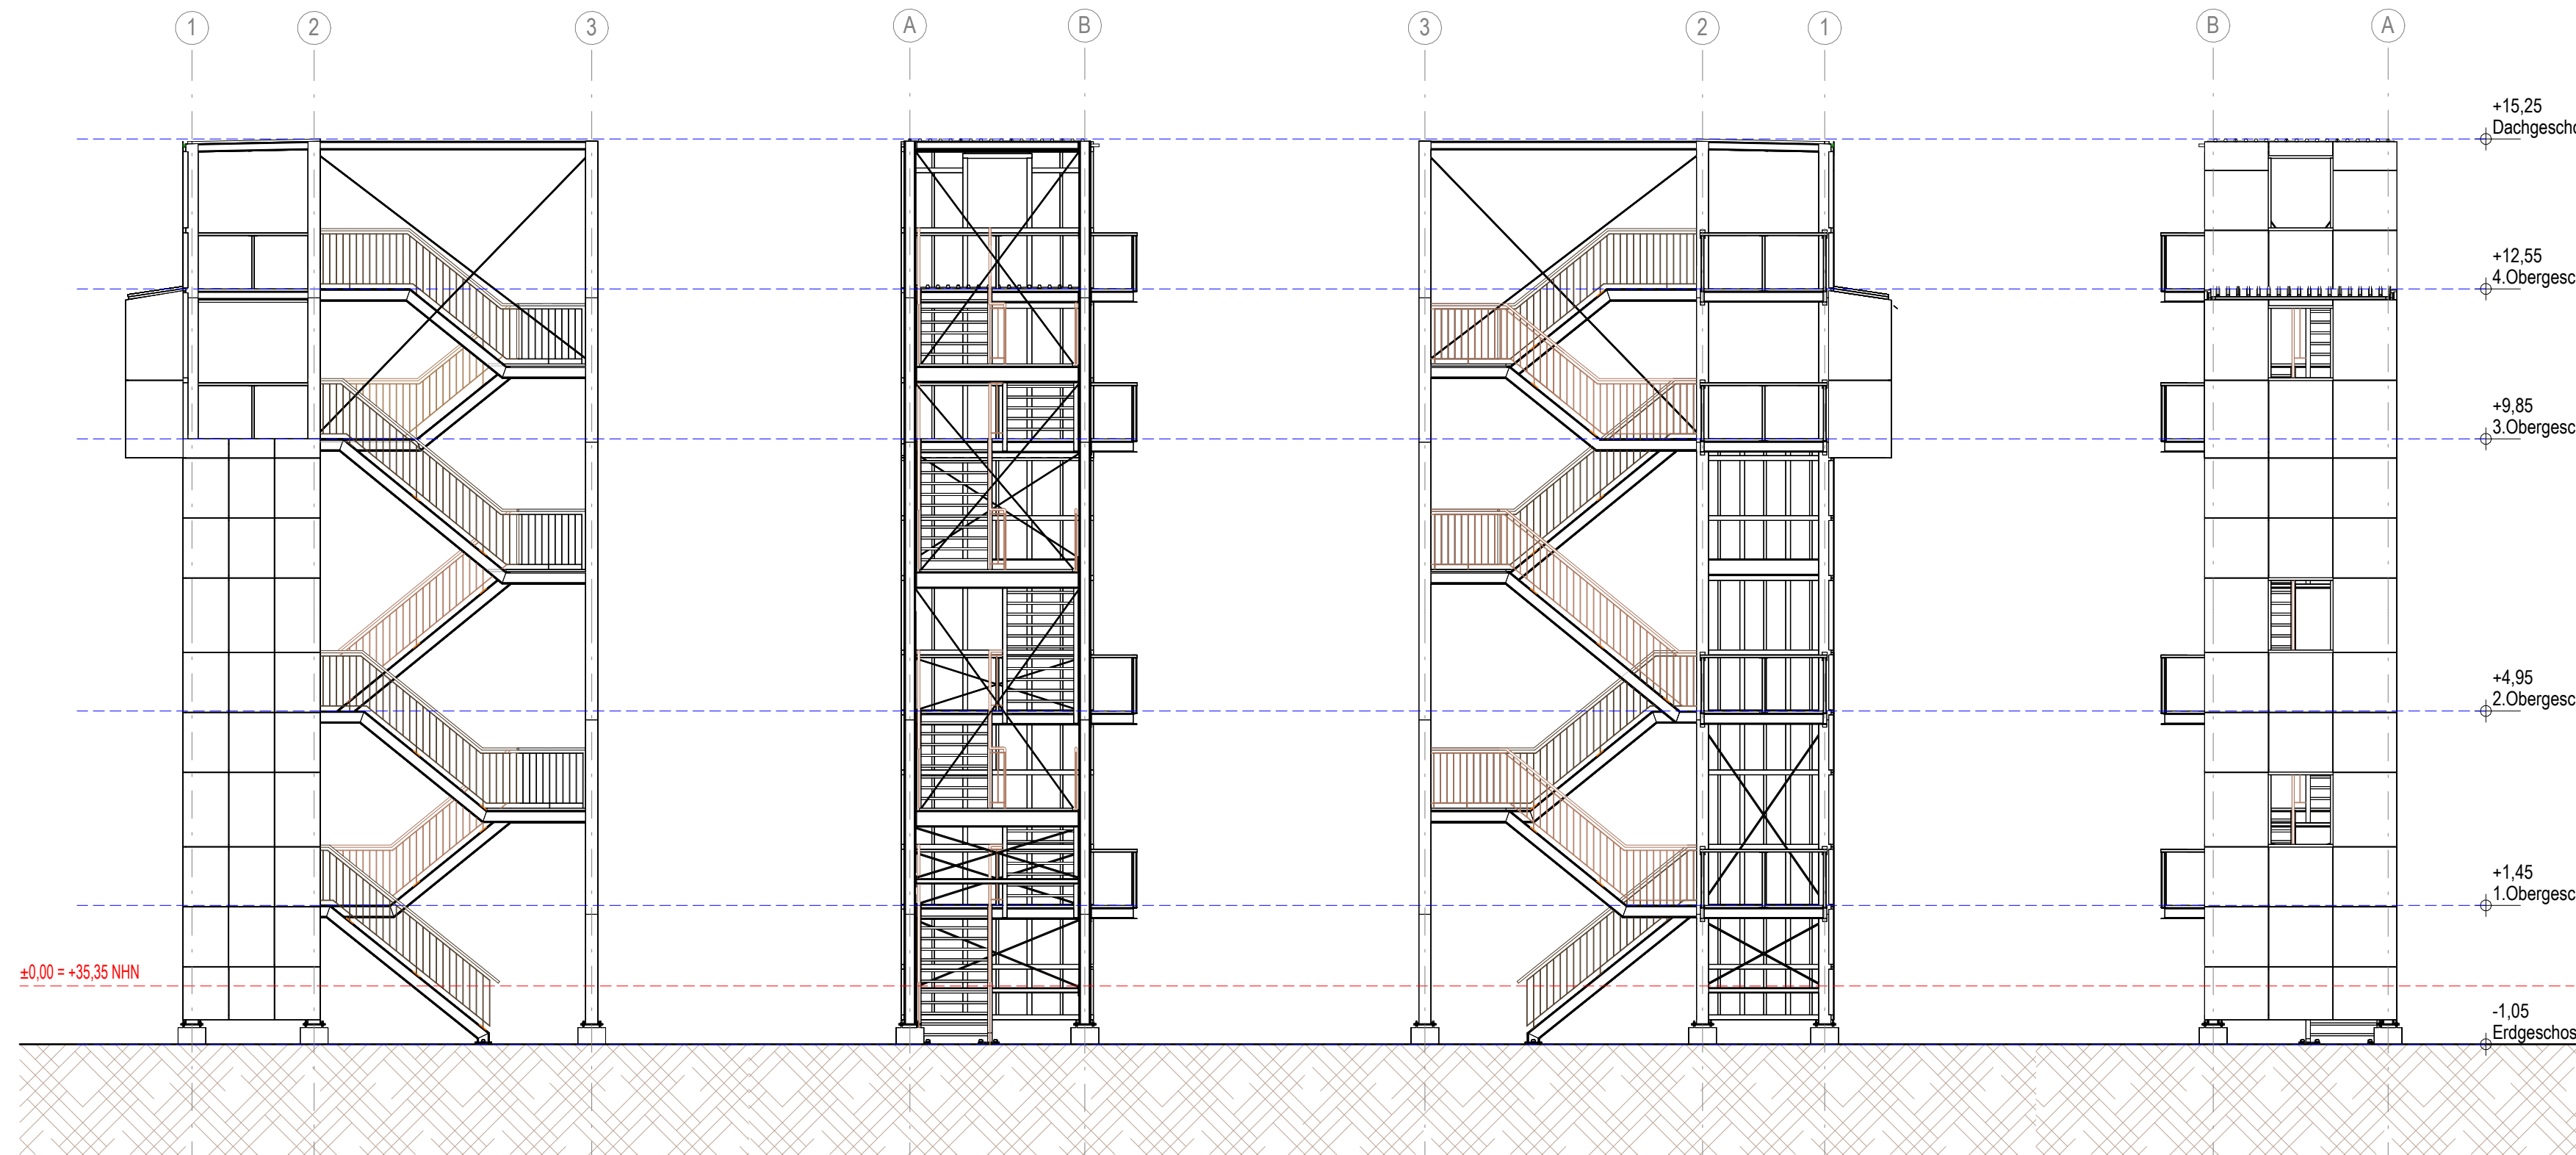 1 2 3 A B 3 2 1 B A
+15,25
Dachgescho
+12,55
4.Obergesc
+9,85
3.Obergesc
+4,95
2.Obergesc
+1,45
1.Obergesc
±0,00 = +35,35 NHN
-1,05
Erdgeschos